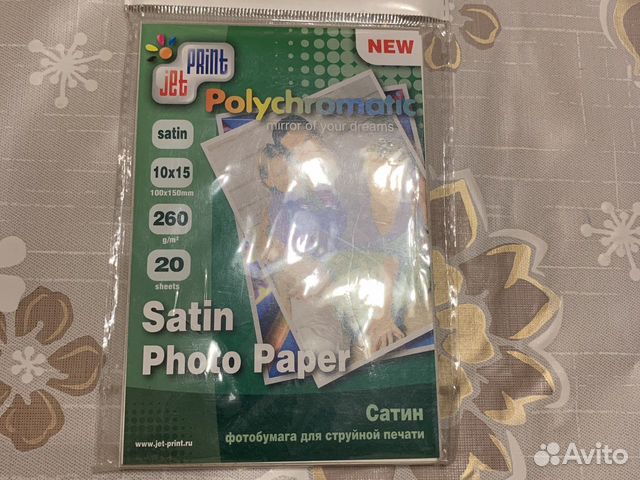 NEW
Jet PRINT
Polychromatic
mirror of your dreams
satin
10x15
100x150mm
260
g/m²
20
sheets
Satin
Photo Paper
Сатин
www.jet-print.ru
фотобумага для струйной печати
Avito